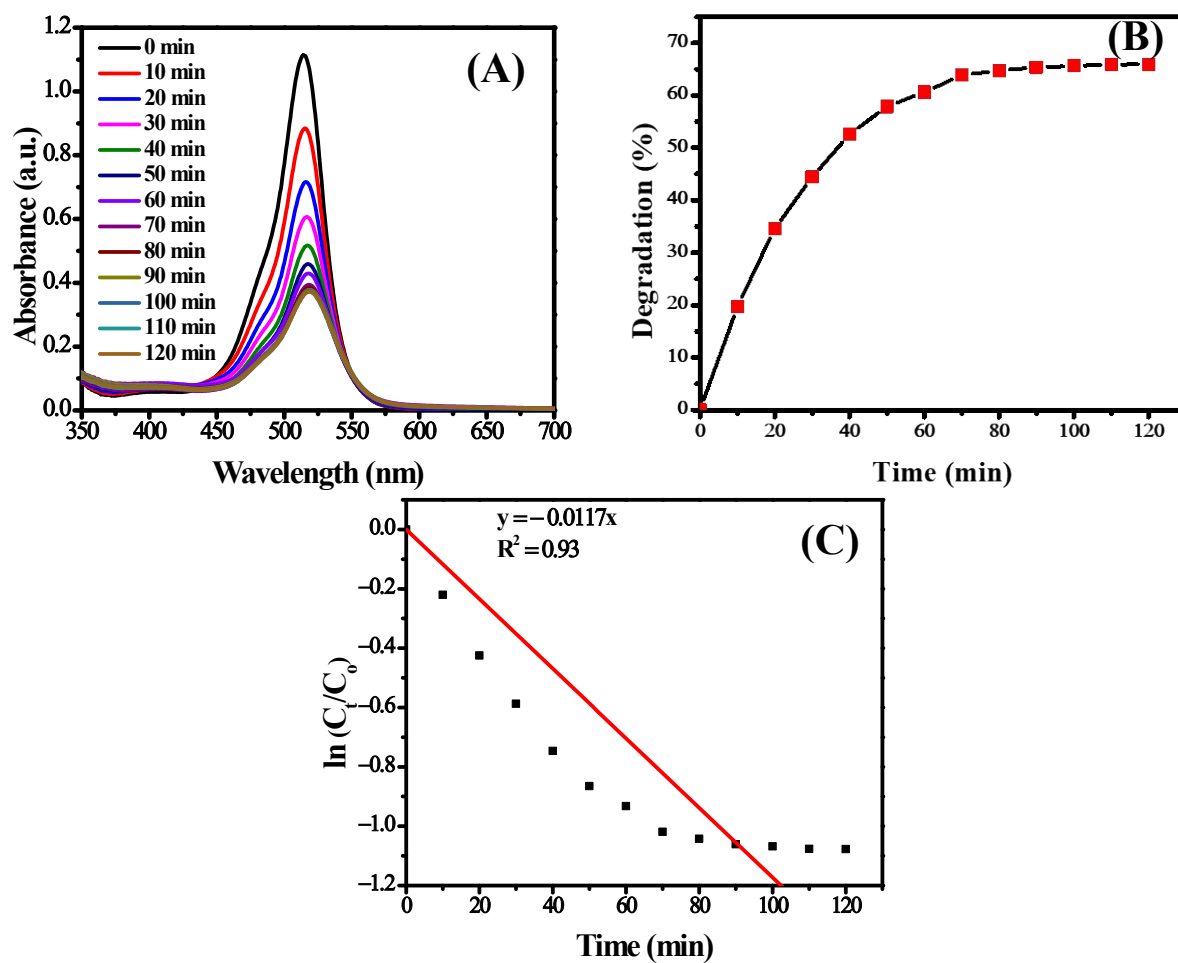 (A)
0 min
10 min
20 min
30 min
40 min
50 min
60 min
70 min
80 min
90 min
100 min
110 min
120 min
1.2
1.0
0.8
0.6
0.4
0.2
0.0
Absorbance (a.u.)
350 400 450 500 550 600 650 700
Wavelength (nm)
(B)
70
60
50
40
30
20
10
0
Degradation (%)
0 20 40 60 80 100 120
Time (min)
(C)
y = −0.0117x
R² = 0.93
0.0
−0.2
−0.4
−0.6
−0.8
−1.0
−1.2
ln (Cₜ/Cₒ)
0 20 40 60 80 100 120
Time (min)